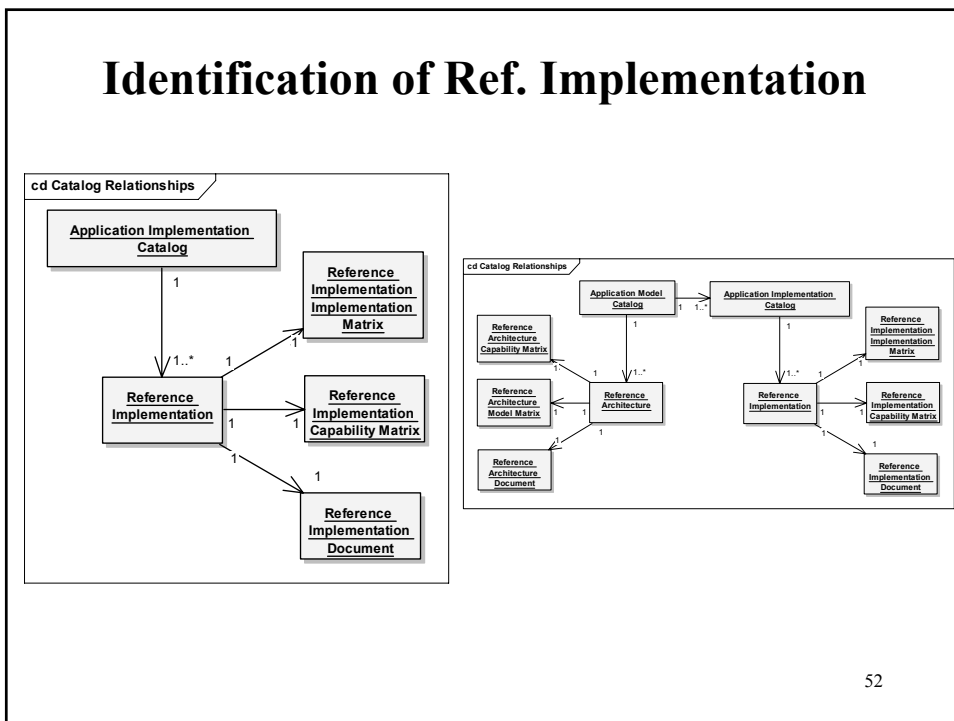 Identification of Ref. Implementation
cd Catalog Relationships
Application Implementation
Catalog
1
1..*
Reference
Implementation
Implementation
Matrix
1
1
Reference
Implementation
1
1
Reference
Implementation
Capability Matrix
1
1
Reference
Implementation
Document
cd Catalog Relationships
Application Model
Catalog
1
1..*
Application Implementation
Catalog
1
1
Reference
Architecture
Capability Matrix
1
1
1..*
Reference
Architecture
Model Matrix
1
1
Reference
Architecture
1
1
Reference
Architecture
Document
1..*
Reference
Implementation
1
1
Reference
Implementation
Implementation
Matrix
1
1
Reference
Implementation
Capability Matrix
1
1
Reference
Implementation
Document
52